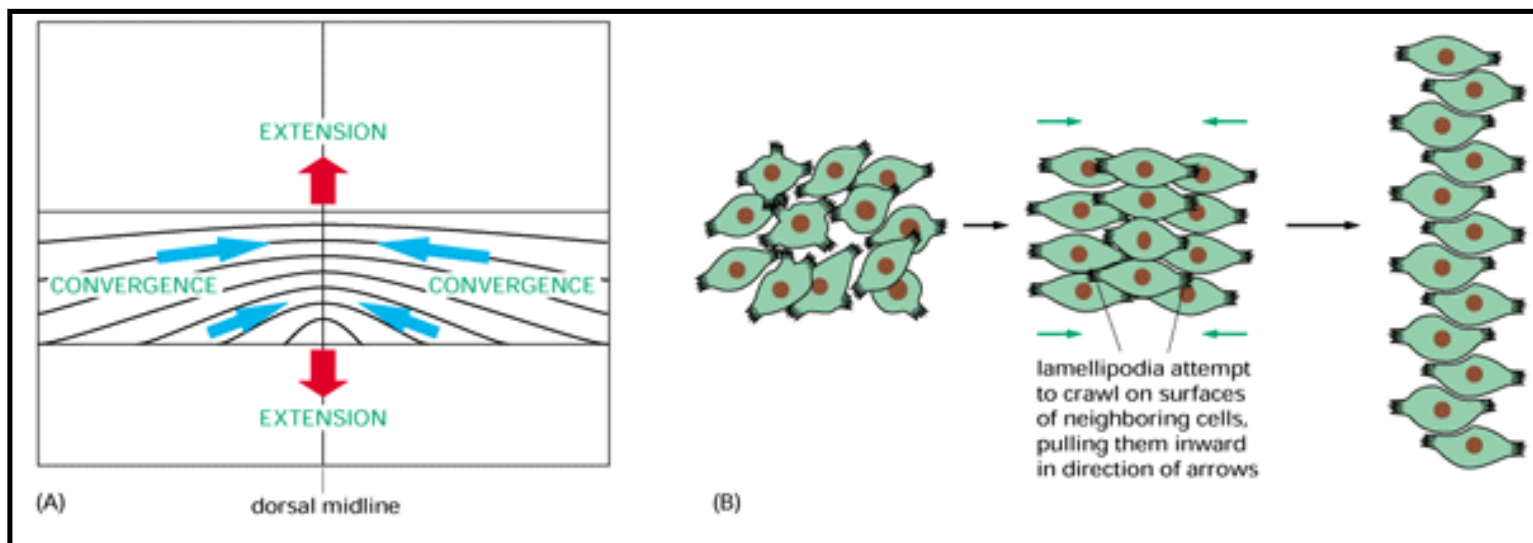 EXTENSION
CONVERGENCE
CONVERGENCE
EXTENSION
dorsal midline
(A)
lamellipodia attempt
to crawl on surfaces
of neighboring cells,
pulling them inward
in direction of arrows
(B)